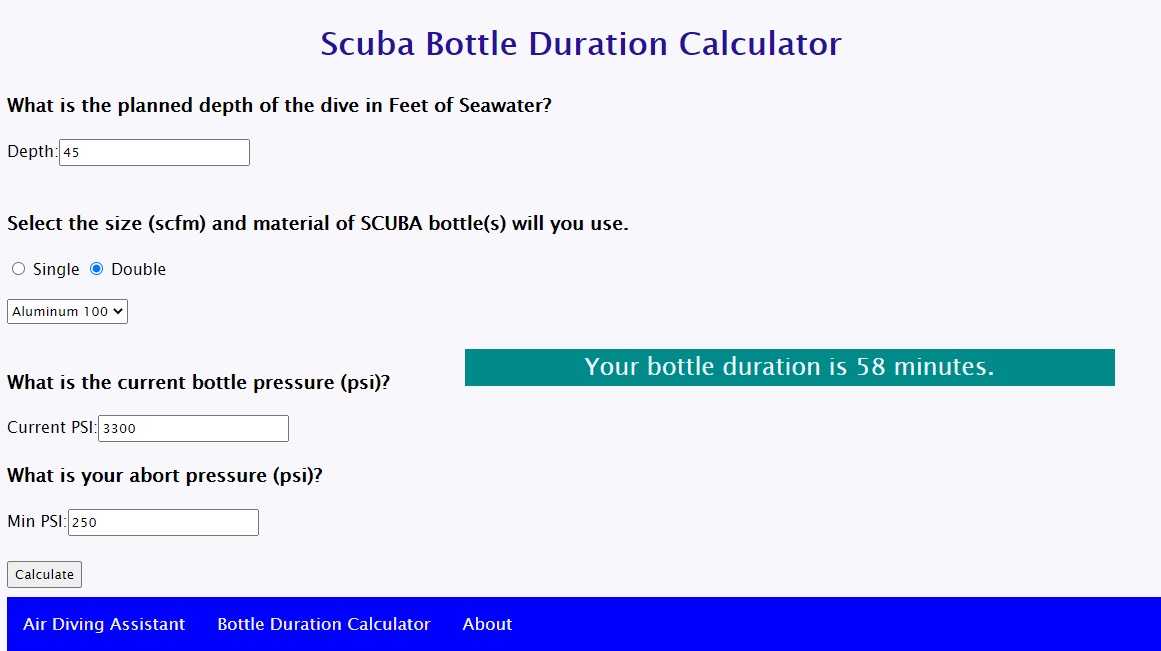 Scuba Bottle Duration Calculator
What is the planned depth of the dive in Feet of Seawater?
Depth: 45
Select the size (scfm) and material of SCUBA bottle(s) will you use.
Single Double
Aluminum 100
Your bottle duration is 58 minutes.
What is the current bottle pressure (psi)?
Current PSI: 3300
What is your abort pressure (psi)?
Min PSI: 250
Calculate
Air Diving Assistant Bottle Duration Calculator About